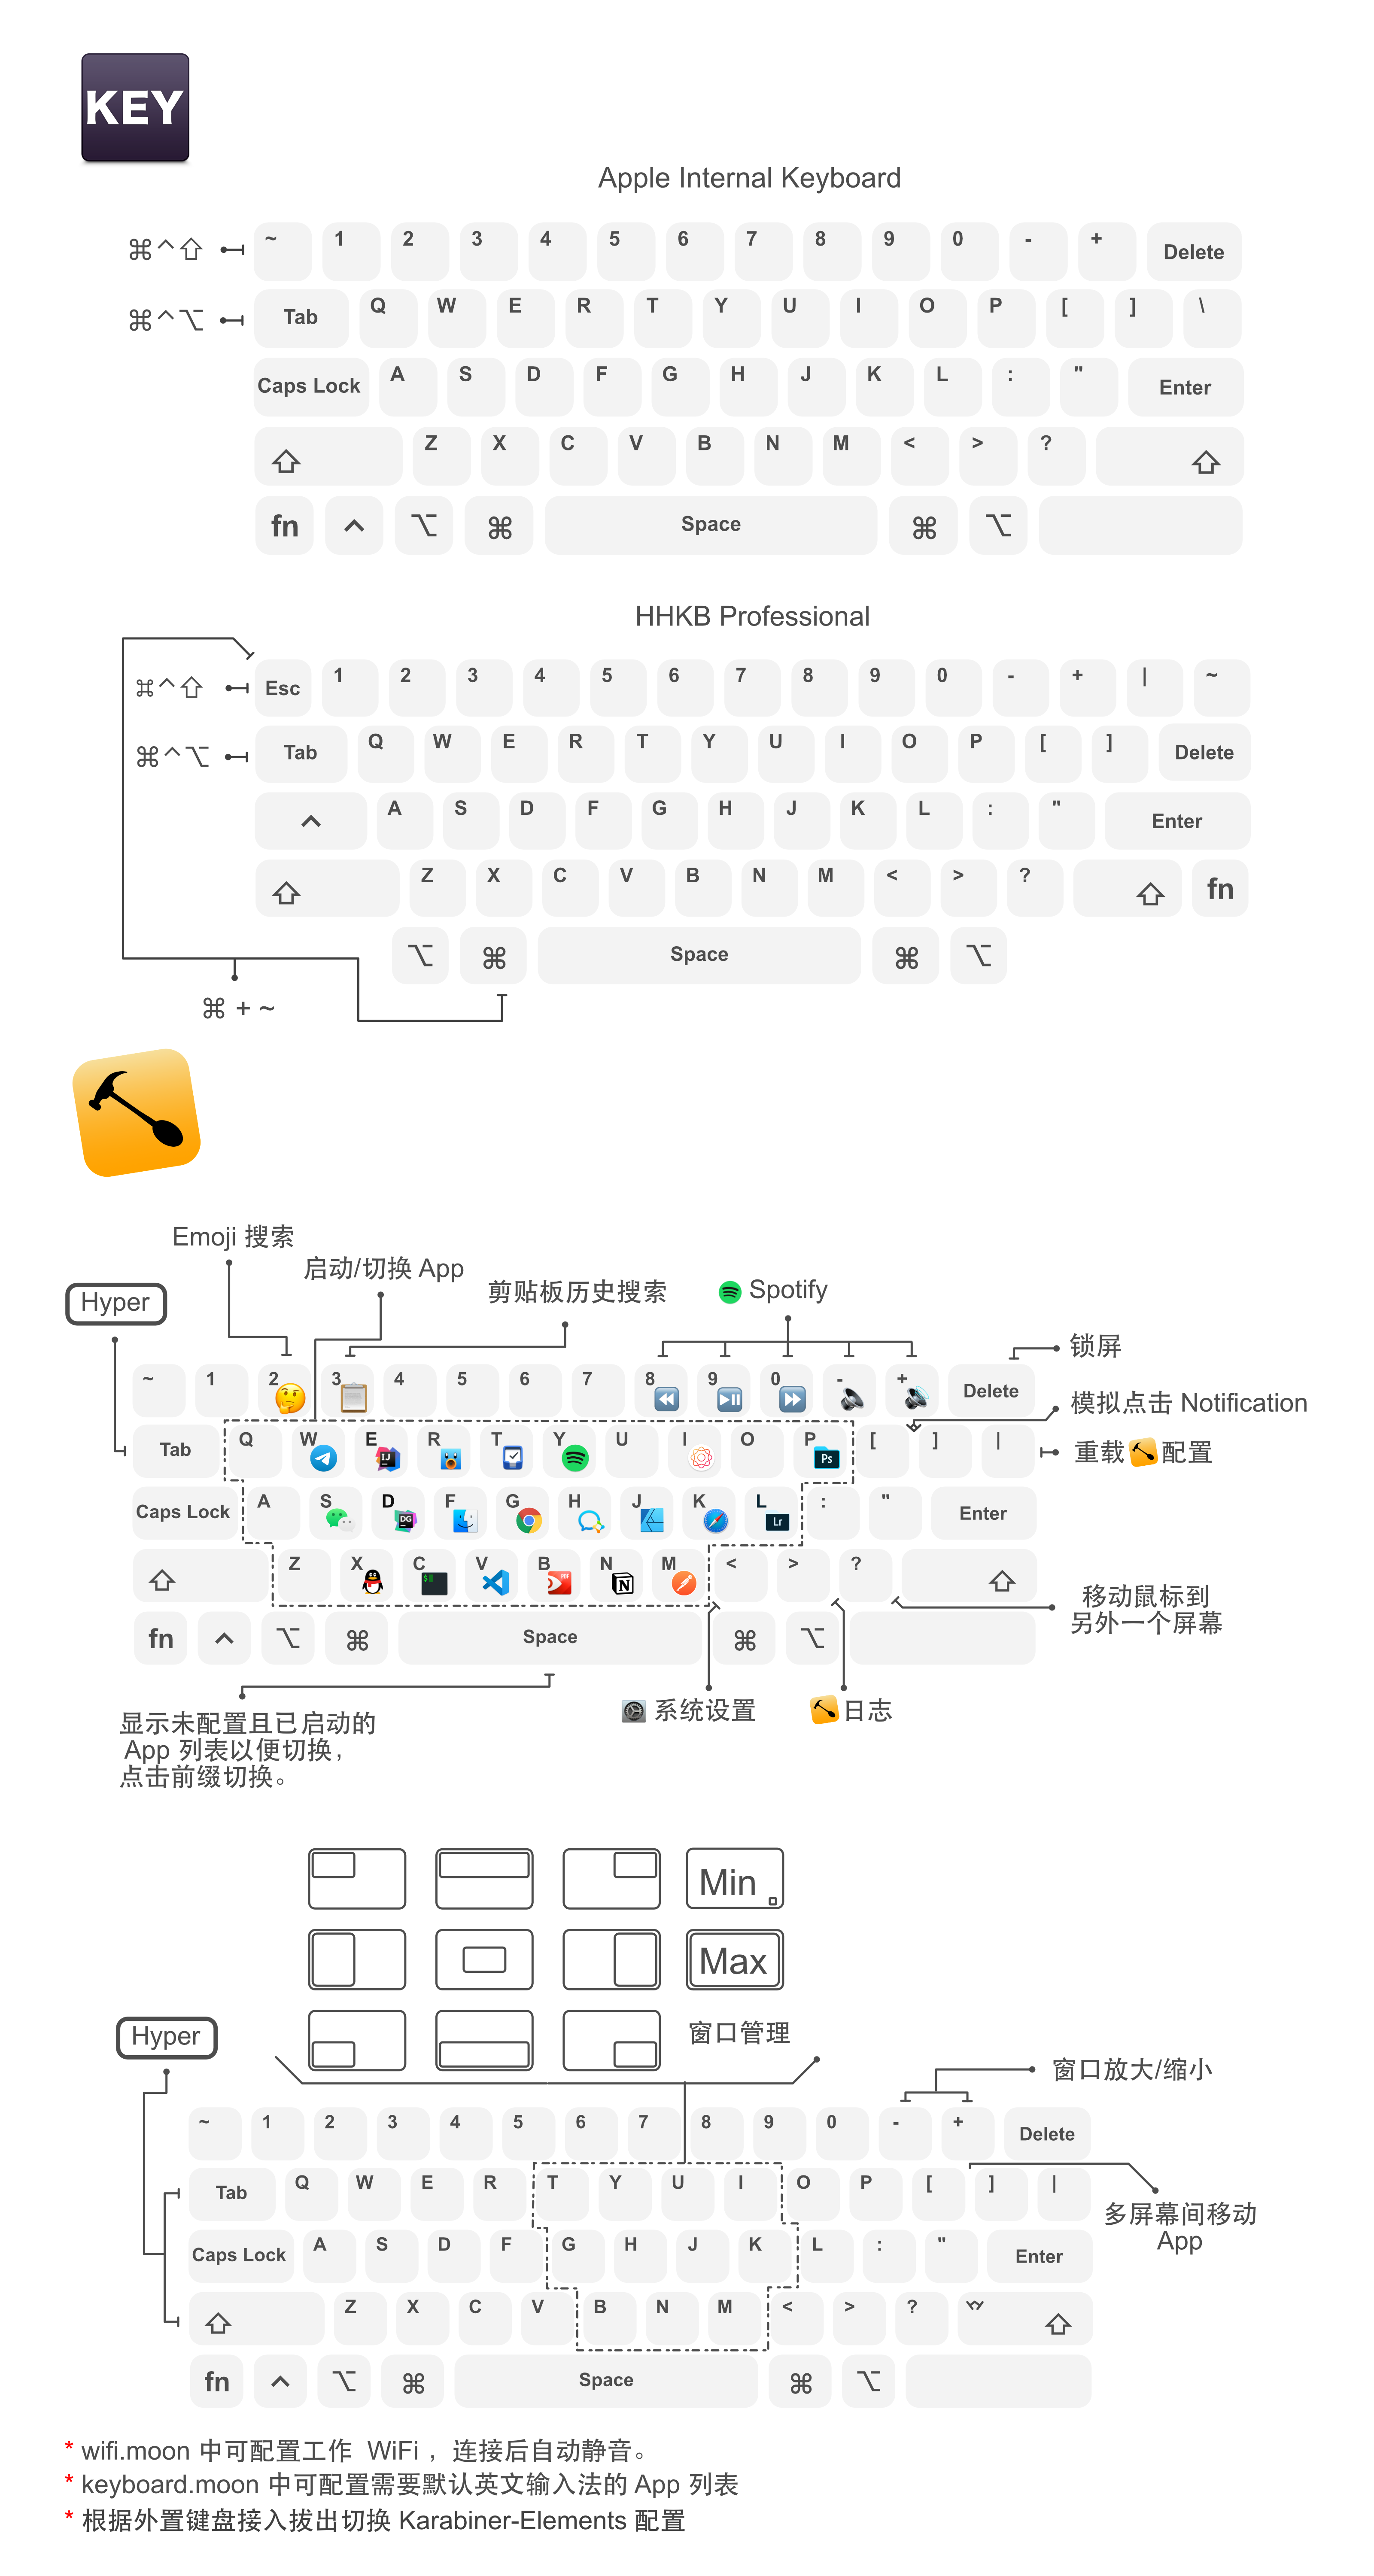 KEY
Apple Internal Keyboard
⌘^⇧
~ 1 2 3 4 5 6 7 8 9 0 - + Delete
⌘^⌥
Tab Q W E R T Y U I O P [ ] \
Caps Lock A S D F G H J K L : " Enter
⇧ Z X C V B N M < > ? ⇧
fn ^ ⌥ ⌘ Space ⌘ ⌥
HHKB Professional
⌘^⇧
Esc 1 2 3 4 5 6 7 8 9 0 - + | ~
⌘^⌥
Tab Q W E R T Y U I O P [ ] Delete
^ A S D F G H J K L : " Enter
⇧ Z X C V B N M < > ? ⇧ fn
⌥ ⌘ Space ⌘ ⌥
⌘ + ~
Emoji 搜索
启动/切换 App
剪贴板历史搜索
Spotify
Hyper
锁屏
~ 1 2 3 4 5 6 7 8 9 0 - + Delete
模拟点击 Notification
Tab Q W E R T Y U I O P [ ] |
IJ
Ps
重载 配置
Caps Lock A S D F G H J K L : " Enter
DG
Lr
⇧ Z X C V B N M < > ? ⇧
$
PDF
N
移动鼠标到
另外一个屏幕
fn ^ ⌥ ⌘ Space ⌘ ⌥
系统设置
日志
显示未配置且已启动的
App 列表以便切换，
点击前缀切换。
Min
Max
窗口管理
Hyper
窗口放大/缩小
~ 1 2 3 4 5 6 7 8 9 0 - + Delete
Tab Q W E R T Y U I O P [ ] |
多屏幕间移动
App
Caps Lock A S D F G H J K L : " Enter
⇧ Z X C V B N M < > ? ⇧
fn ^ ⌥ ⌘ Space ⌘ ⌥
* wifi.moon 中可配置工作 WiFi ，连接后自动静音。
* keyboard.moon 中可配置需要默认英文输入法的 App 列表
* 根据外置键盘接入拔出切换 Karabiner-Elements 配置